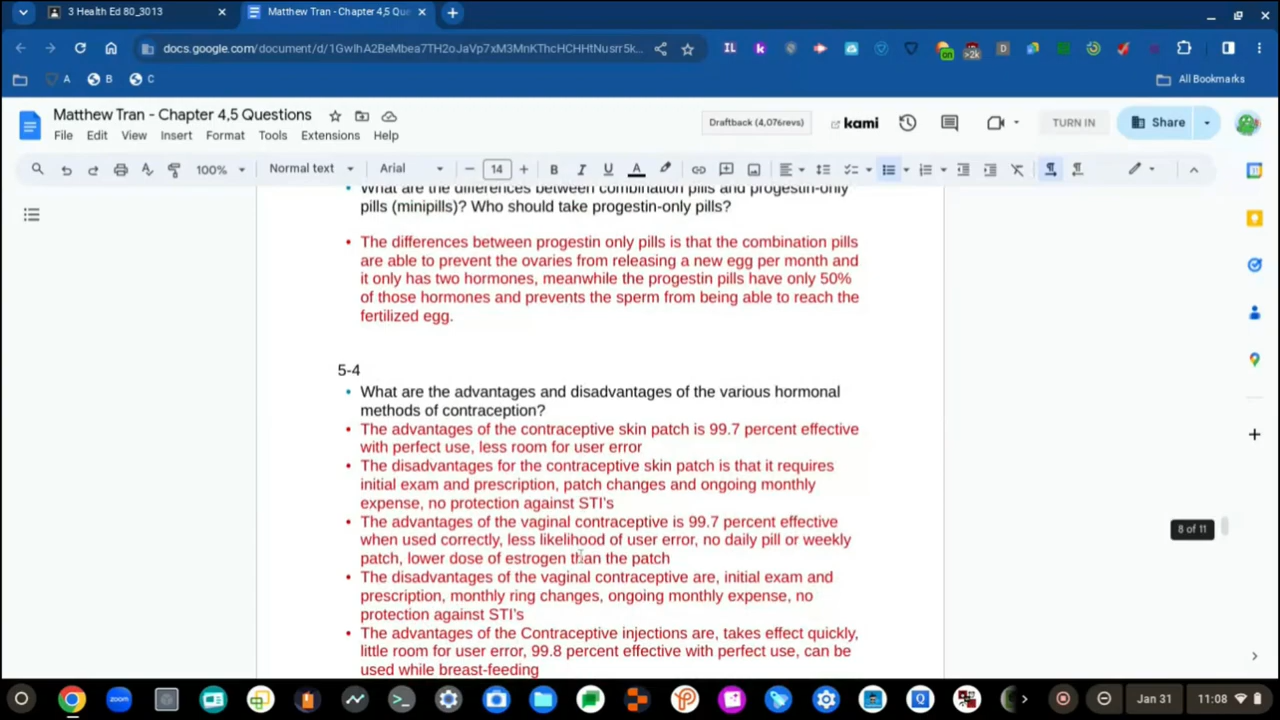 3 Health Ed 80_3013
Matthew Tran - Chapter 4,5 Que
docs.google.com/document/d/1GwIhA2BeMbea7TH2oJaVp7xM3MnKThcHCHHtNusrr5k...
IL
k
on
>2k
D
A
B
C
All Bookmarks
Matthew Tran - Chapter 4,5 Questions
File Edit View Insert Format Tools Extensions Help
Draftback (4,076revs)
kami
TURN IN
Share
100%
Normal text
Arial
14
B I U A
What are the differences between combination pills and progestin-only
pills (minipills)? Who should take progestin-only pills?
The differences between progestin only pills is that the combination pills
are able to prevent the ovaries from releasing a new egg per month and
it only has two hormones, meanwhile the progestin pills have only 50%
of those hormones and prevents the sperm from being able to reach the
fertilized egg.
5-4
What are the advantages and disadvantages of the various hormonal
methods of contraception?
The advantages of the contraceptive skin patch is 99.7 percent effective
with perfect use, less room for user error
The disadvantages for the contraceptive skin patch is that it requires
initial exam and prescription, patch changes and ongoing monthly
expense, no protection against STI's
The advantages of the vaginal contraceptive is 99.7 percent effective
when used correctly, less likelihood of user error, no daily pill or weekly
patch, lower dose of estrogen than the patch
The disadvantages of the vaginal contraceptive are, initial exam and
prescription, monthly ring changes, ongoing monthly expense, no
protection against STI's
The advantages of the Contraceptive injections are, takes effect quickly,
little room for user error, 99.8 percent effective with perfect use, can be
used while breast-feeding
8 of 11
zoom
Jan 31
11:08